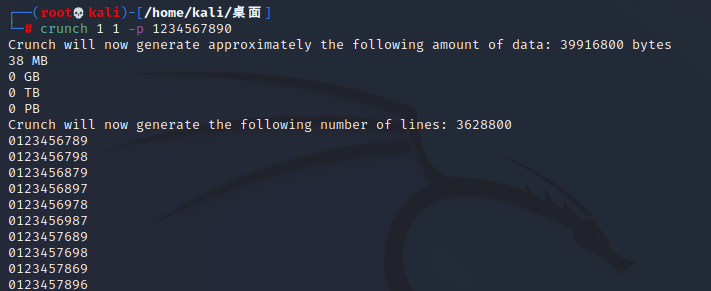 ┌──(root💀kali)-[/home/kali/桌面]
└─# crunch 1 1 -p 1234567890
Crunch will now generate approximately the following amount of data: 39916800 bytes
38 MB
0 GB
0 TB
0 PB
Crunch will now generate the following number of lines: 3628800
0123456789
0123456798
0123456879
0123456897
0123456978
0123456987
0123457689
0123457698
0123457869
0123457896